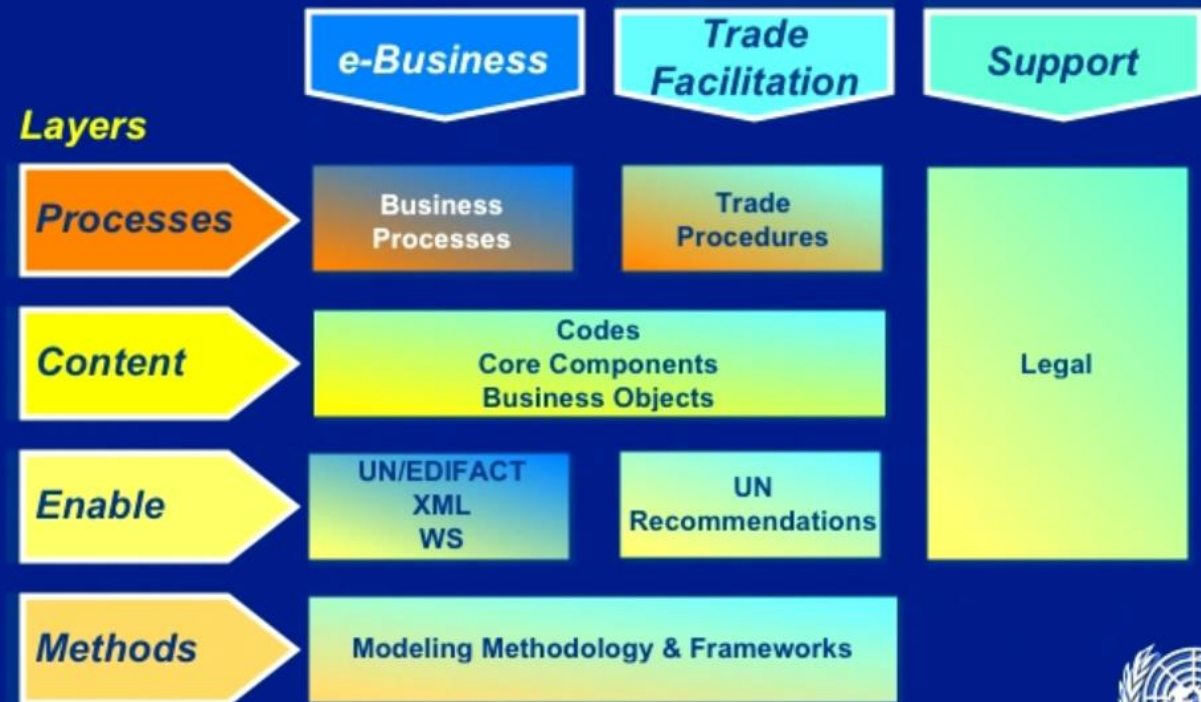 e-Business
Trade
Facilitation
Support
Layers
Processes
Business
Processes
Trade
Procedures
Content
Codes
Core Components
Business Objects
Legal
Enable
UN/EDIFACT
XML
WS
UN
Recommendations
Methods
Modeling Methodology & Frameworks